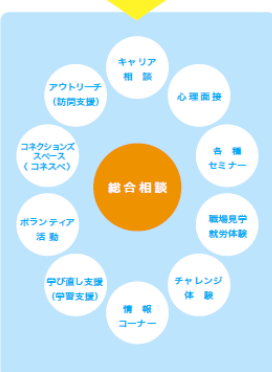 キャリア
相 談
心理面接
各 種
セミナー
職場見学
就労体験
チャレンジ
体 験
情 報
コーナー
学び直し支援
(学習支援)
ボランティア
活 動
コネクションズ
スペース
《コネスペ》
アウトリーチ
(訪問支援)
総合相談